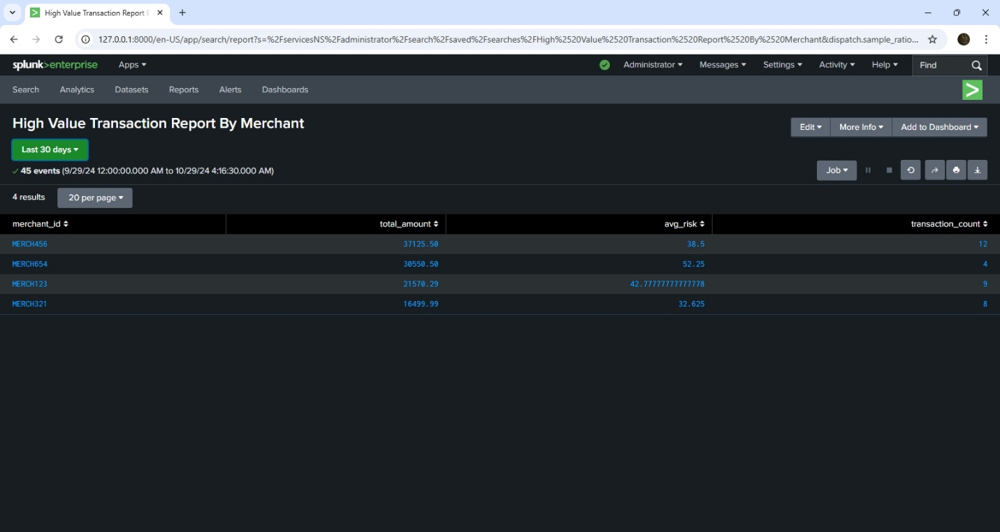 High Value Transaction Report B
127.0.0.1:8000/en-US/app/search/report?s=%2FservicesNS%2Fadministrator%2Fsearch%2Fsaved%2Fsearches%2FHigh%2520Value%2520Transaction%2520Report%2520By%2520Merchant&dispatch.sample_ratio...
splunk>enterprise Apps Administrator Messages Settings Activity Help Find
Search Analytics Datasets Reports Alerts Dashboards
High Value Transaction Report By Merchant
Edit More Info Add to Dashboard
Last 30 days
45 events (9/29/24 12:00:00.000 AM to 10/29/24 4:16:30.000 AM)
Job
4 results 20 per page
merchant_id total_amount avg_risk transaction_count
MERCH456 37125.50 38.5 12
MERCH654 30550.50 52.25 4
MERCH123 21570.29 42.77777777777778 9
MERCH321 16499.99 32.625 8